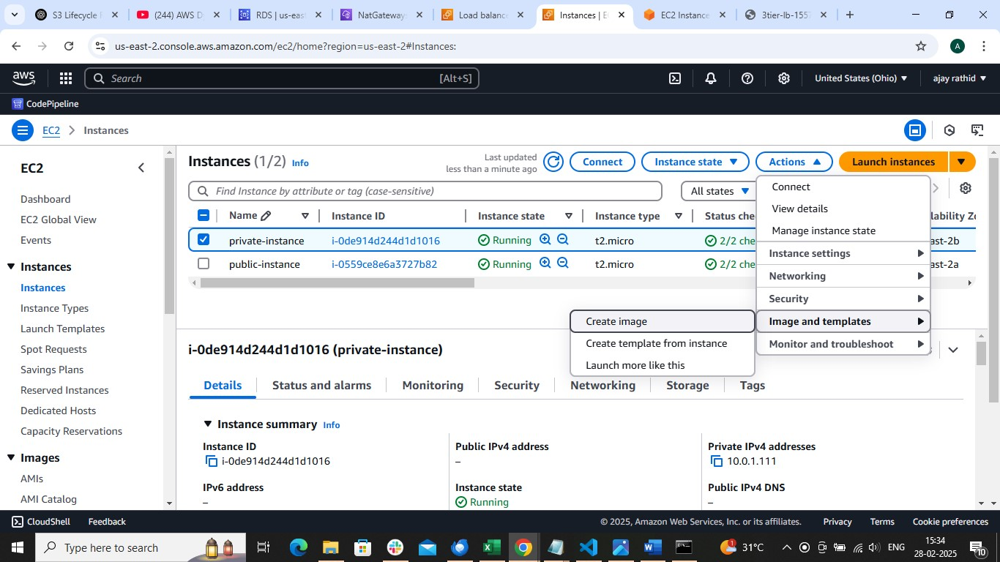 S3 Lifecycle
(244) AWS D
RDS | us-eas
NatGateway
Load balanc
Instances | E
EC2 Instanc
3tier-lb-155
us-east-2.console.aws.amazon.com/ec2/home?region=us-east-2#Instances:
A
aws
Search
[Alt+S]
United States (Ohio)
ajay rathid
CodePipeline
EC2
Instances
EC2
Dashboard
EC2 Global View
Events
Instances
Instances
Instance Types
Launch Templates
Spot Requests
Savings Plans
Reserved Instances
Dedicated Hosts
Capacity Reservations
Images
AMIs
AMI Catalog
Instances (1/2) Info
Last updated
less than a minute ago
Connect
Instance state
Actions
Launch instances
Find Instance by attribute or tag (case-sensitive)
All states
Name
Instance ID
Instance state
Instance type
Status che
lability Zo
private-instance
i-0de914d244d1d1016
Running
t2.micro
2/2 che
ast-2b
public-instance
i-0559ce8e6a3727b82
Running
t2.micro
2/2 che
ast-2a
Connect
View details
Manage instance state
Instance settings
Networking
Security
Image and templates
Monitor and troubleshoot
Create image
Create template from instance
Launch more like this
i-0de914d244d1d1016 (private-instance)
Details
Status and alarms
Monitoring
Security
Networking
Storage
Tags
Instance summary Info
Instance ID
i-0de914d244d1d1016
Public IPv4 address
–
Private IPv4 addresses
10.0.1.111
IPv6 address
–
Instance state
Running
Public IPv4 DNS
–
CloudShell
Feedback
© 2025, Amazon Web Services, Inc. or its affiliates.
Privacy
Terms
Cookie preferences
Type here to search
1
31°C
ENG
15:34
28-02-2025
10